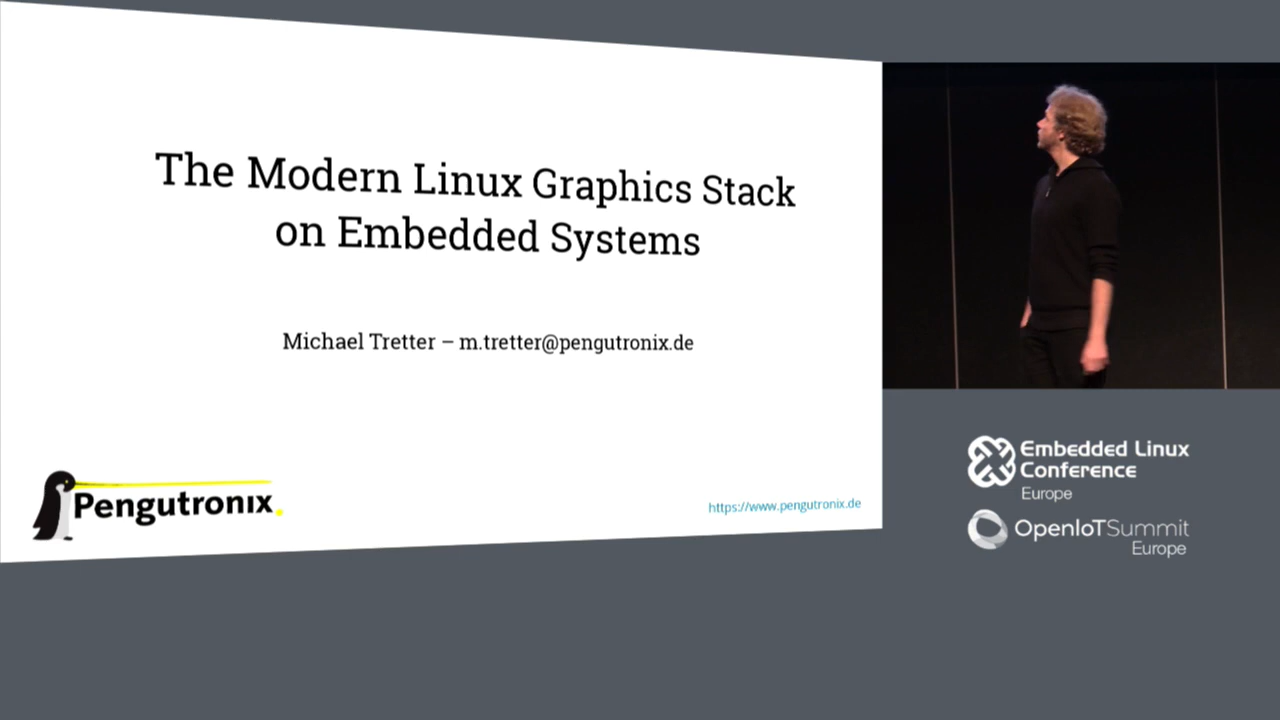 The Modern Linux Graphics Stack
on Embedded Systems
Michael Tretter – m.tretter@pengutronix.de
Pengutronix.
https://www.pengutronix.de
Embedded Linux
Conference
Europe
OpenIoTSummit
Europe